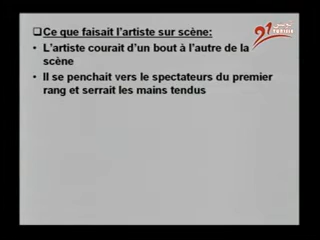 ❑Ce que faisait l'artiste sur scène:
• L'artiste courait d'un bout à l'autre de la
scène
• Il se penchait vers le spectateurs du premier
rang et serrait les mains tendus
21